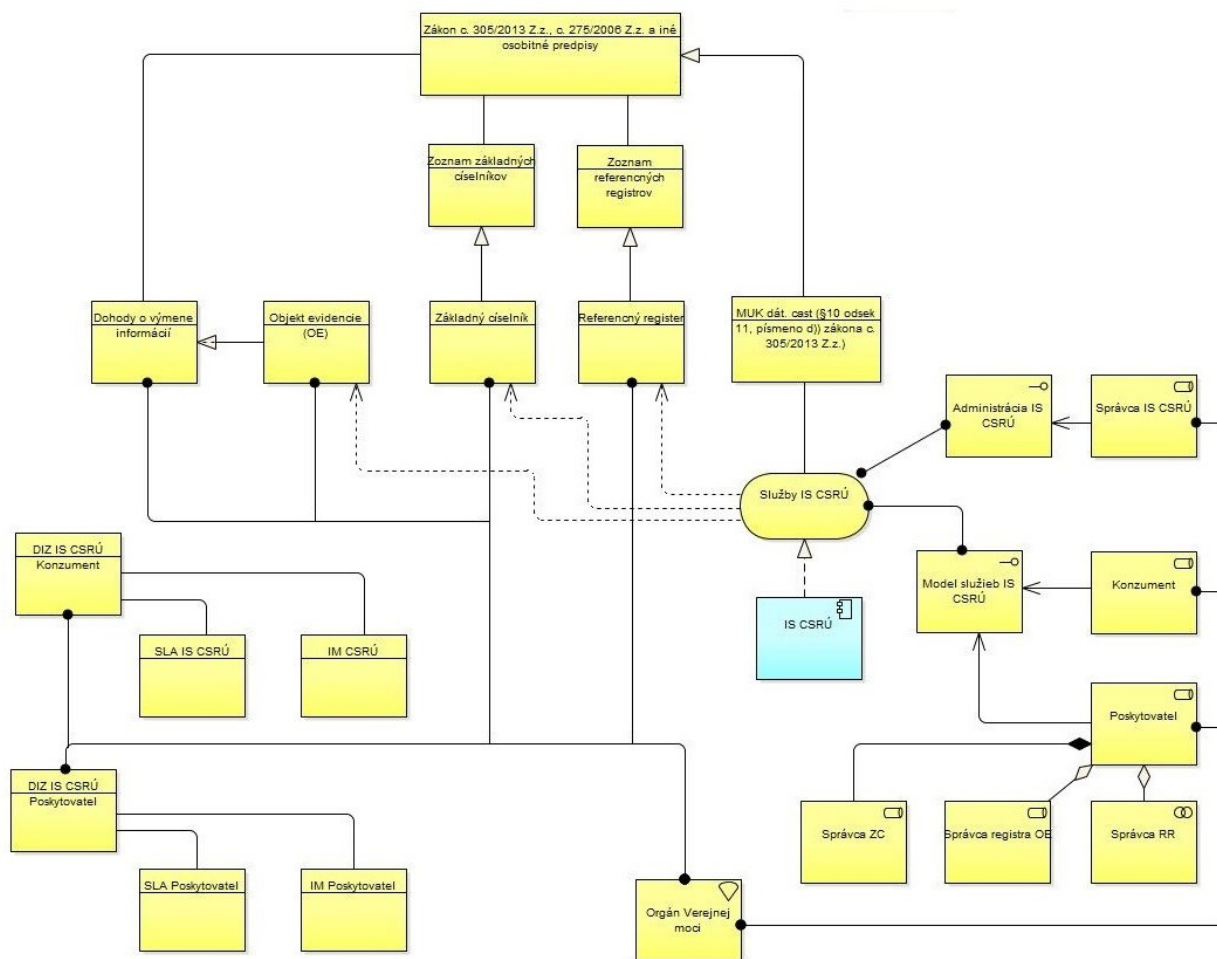 Zákon c. 305/2013 Z.z., c. 275/2006 Z.z. a iné
osobitné predpisy
Zoznam základných
císelníkov
Zoznam
referencných
registrov
Dohody o výmene
informácií
Objekt evidencie
(OE)
Základný císelník
Referencný register
MUK dát. cast (§10 odsek
11, písmeno d)) zákona c.
305/2013 Z.z.)
Administrácia IS
CSRÚ
Správca IS CSRÚ
Služby IS CSRÚ
DIZ IS CSRÚ
Konzument
Model služieb IS
CSRÚ
Konzument
IS CSRÚ
SLA IS CSRÚ
IM CSRÚ
Poskytovatel
DIZ IS CSRÚ
Poskytovatel
Správca ZC
Správca registra OE
Správca RR
SLA Poskytovatel
IM Poskytovatel
Orgán Verejnej
moci